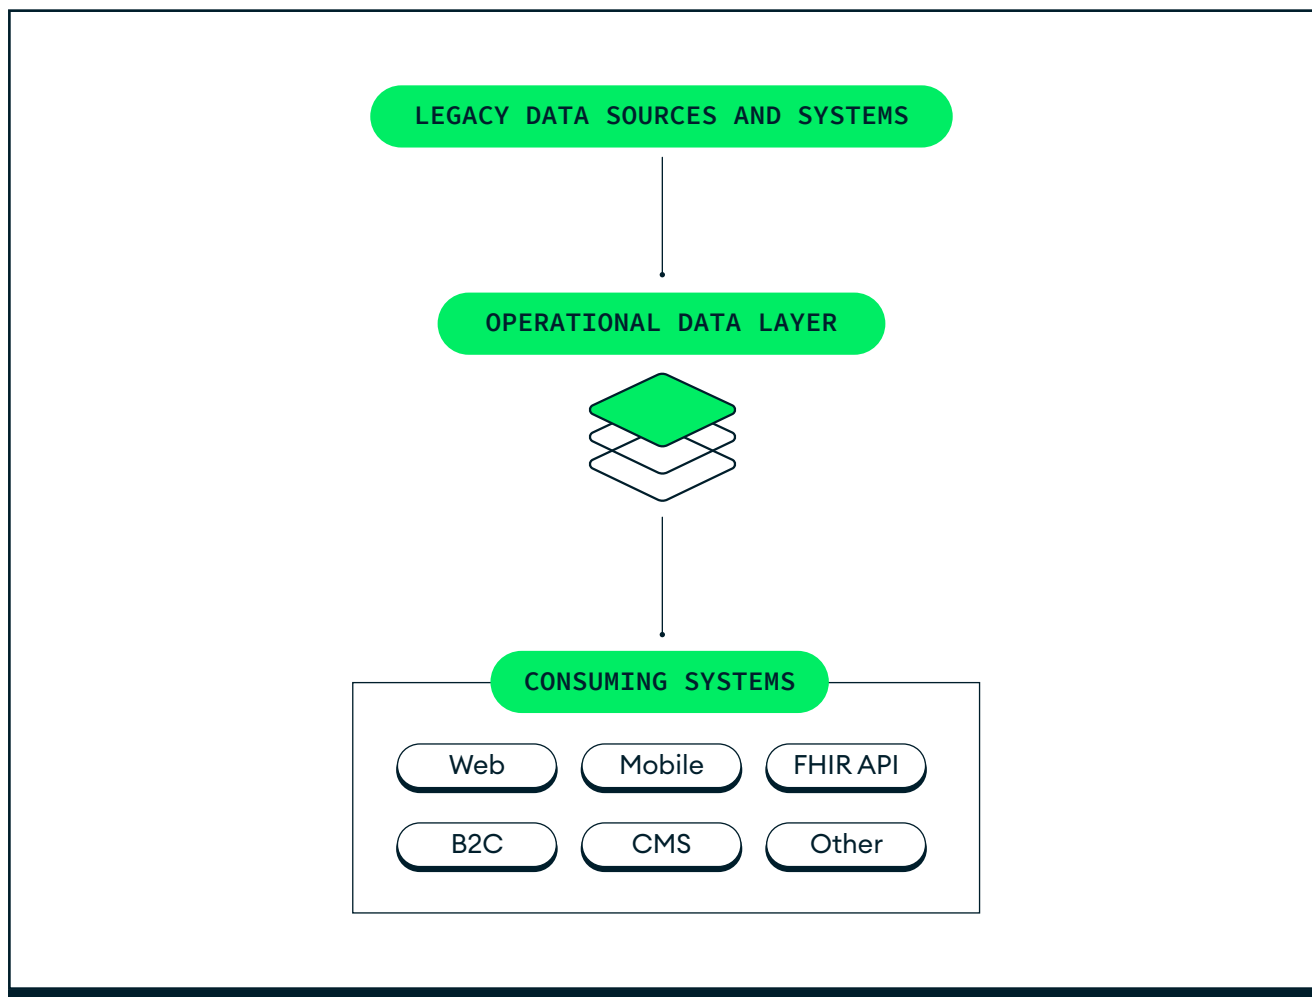 LEGACY DATA SOURCES AND SYSTEMS
OPERATIONAL DATA LAYER
CONSUMING SYSTEMS
Web
Mobile
FHIR API
B2C
CMS
Other